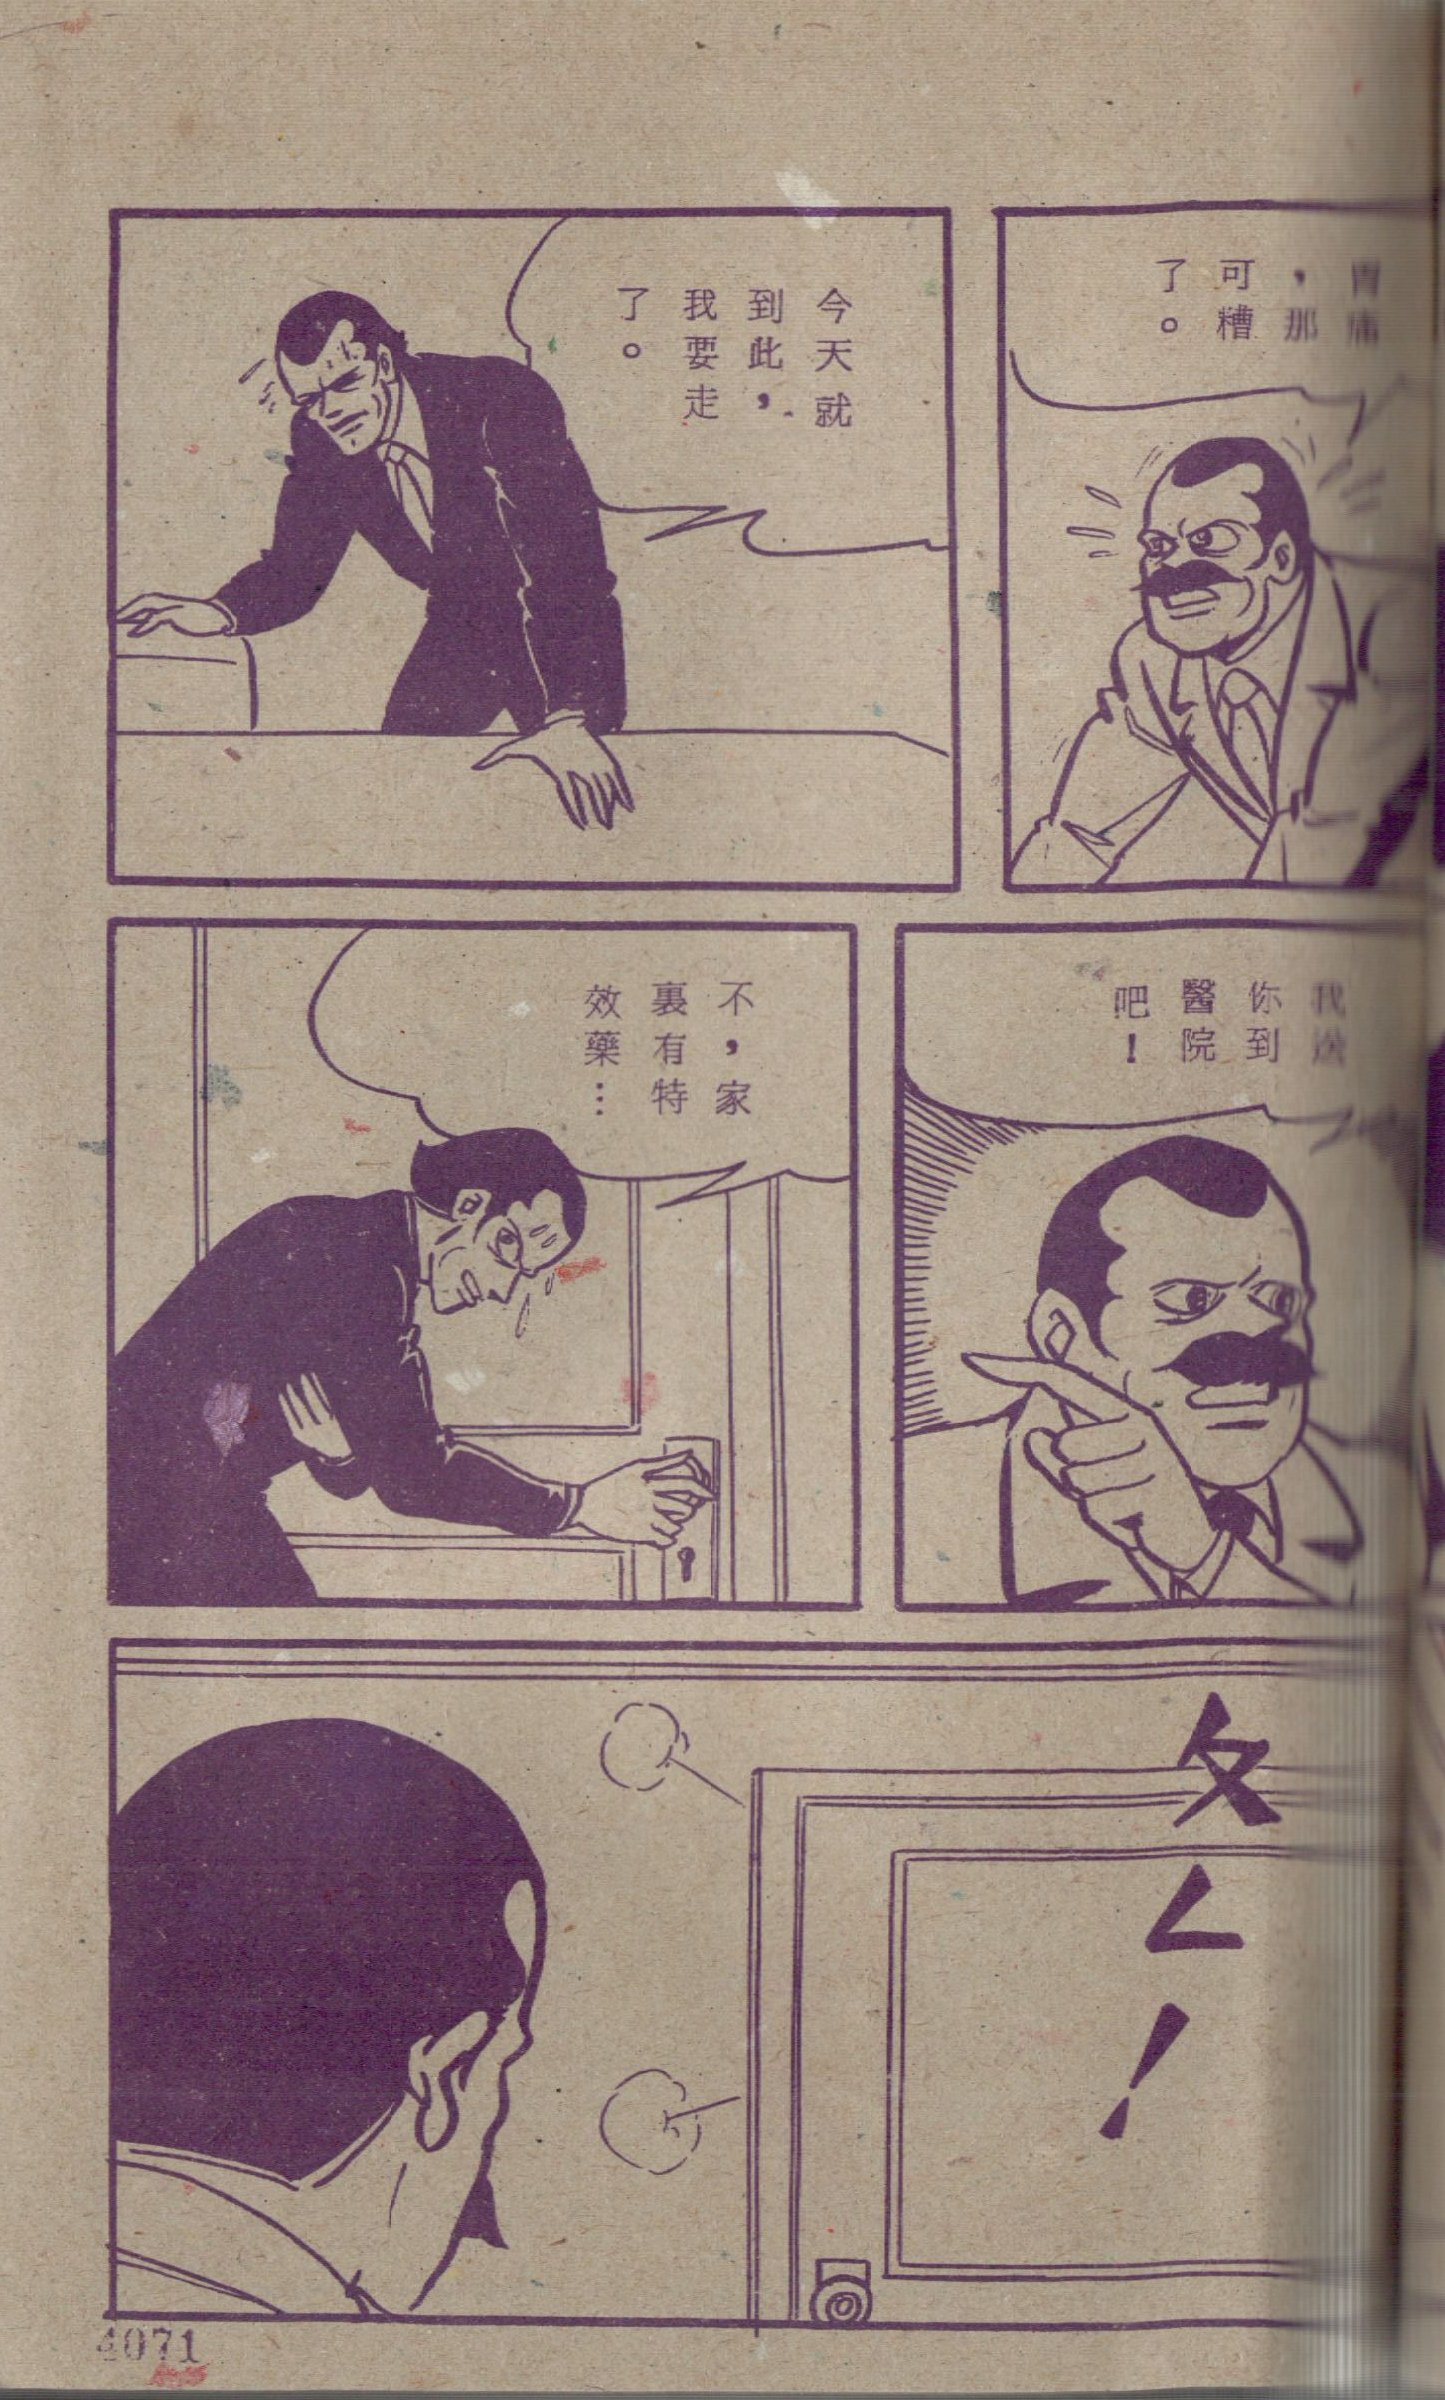 胃痛
，那
可糟
了。
今天就
到此，
我要走
了。
我送
你到
醫院
吧！
不，家
裏有特
效藥…
ㄆㄥ！
4071